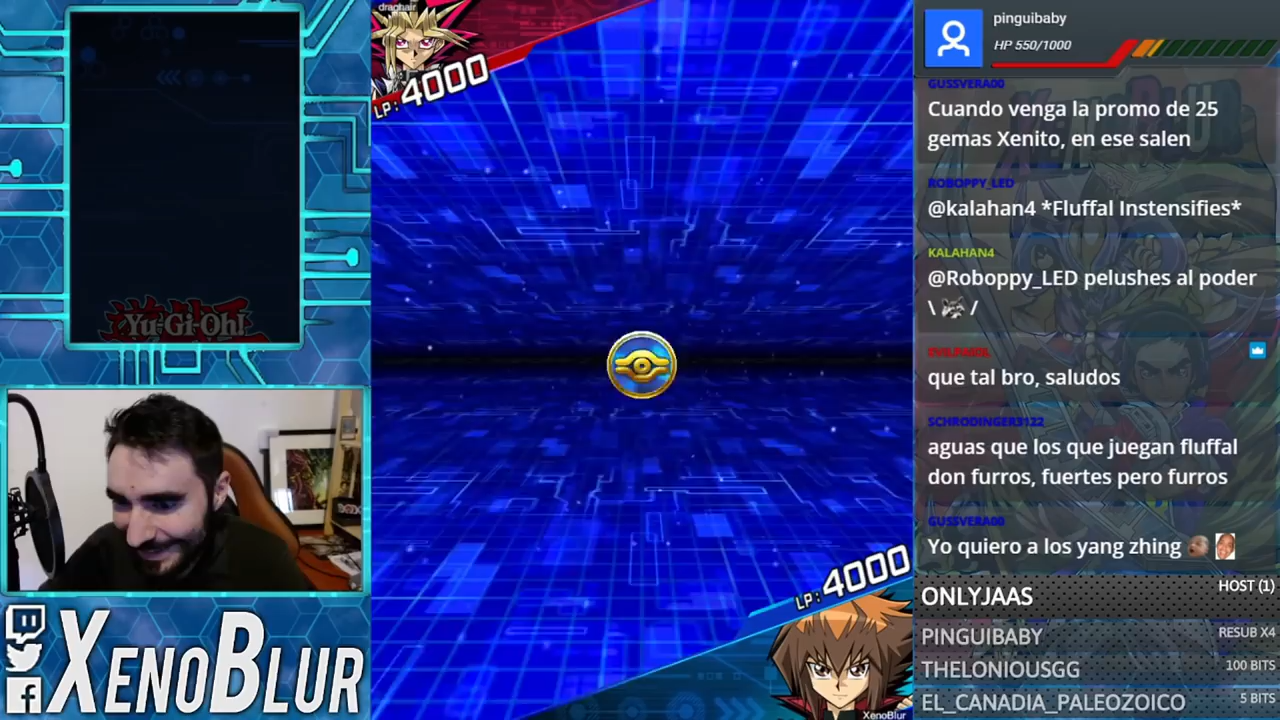 draghair
LP: 4000
Yu-Gi-Oh!
XENOBLUR
LP: 4000
XenoBlur
pinguibaby
HP 550/1000
GUSSVERA00
Cuando venga la promo de 25
gemas Xenito, en ese salen
ROBOPPY_LED
@kalahan4 *Fluffal Instensifies*
KALAHAN4
@Roboppy_LED pelushes al poder
\ /
que tal bro, saludos
SCHRODINGER3122
aguas que los que juegan fluffal
don furros, fuertes pero furros
GUSSVERA00
Yo quiero a los yang zhing
ONLYJAAS HOST (1)
PINGUIBABY RESUB X4
THELONIOUSGG 100 BITS
EL_CANADIA_PALEOZOICO 5 BITS